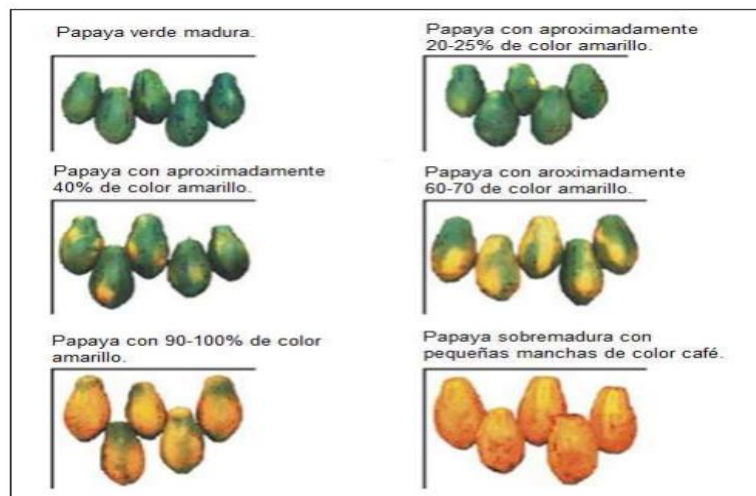 Papaya verde madura.
Papaya con aproximadamente
20-25% de color amarillo.
Papaya con aproximadamente
40% de color amarillo.
Papaya con aroximadamente
60-70 de color amarillo.
Papaya con 90-100% de color
amarillo.
Papaya sobremadura con
pequeñas manchas de color café.